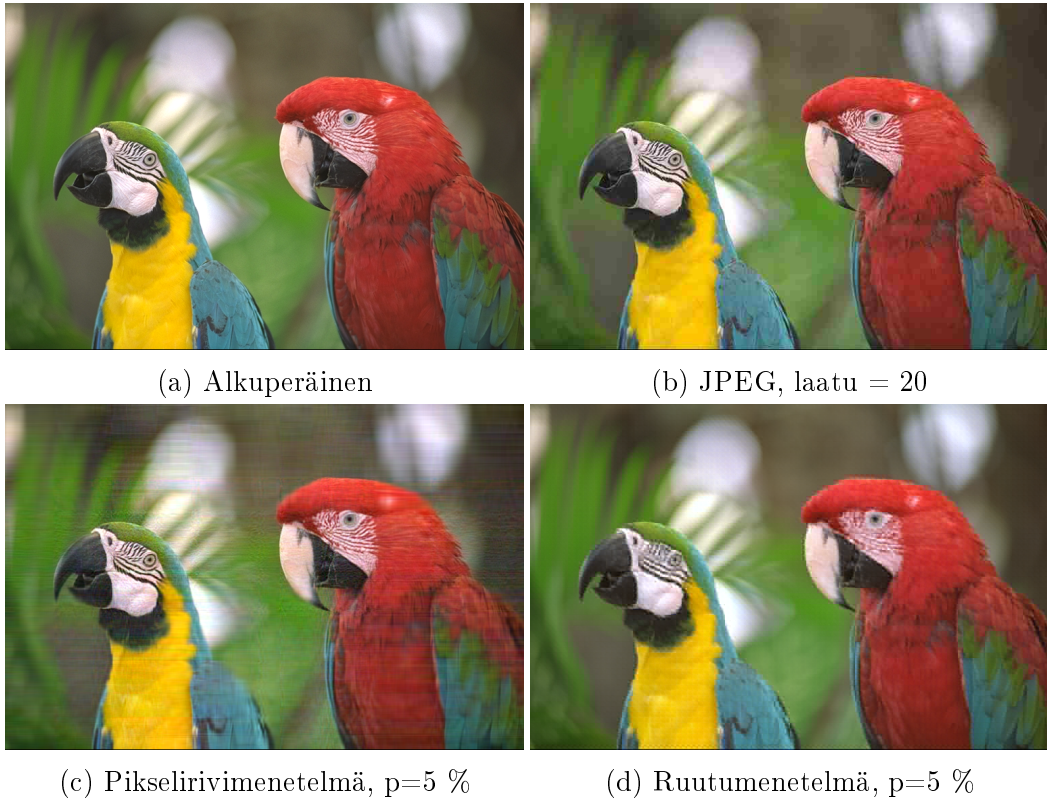 (a) Alkuperäinen
(b) JPEG, laatu = 20
(c) Pikselirivimenetelmä, p=5 %
(d) Ruutumenetelmä, p=5 %